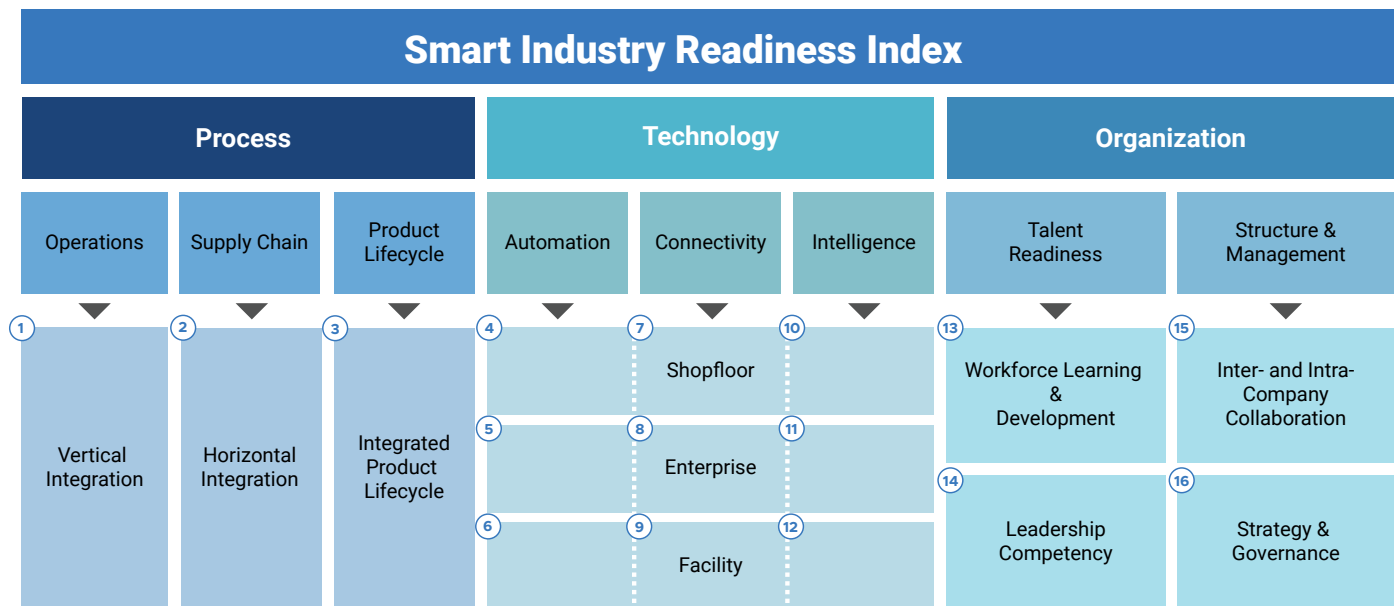 Smart Industry Readiness Index
Process
Technology
Organization
Operations
Supply Chain
Product
Lifecycle
Automation
Connectivity
Intelligence
Talent
Readiness
Structure &
Management
1
2
3
4
7
10
13
15
Vertical
Integration
Horizontal
Integration
Integrated
Product
Lifecycle
Shopfloor
5
8
11
Enterprise
6
9
12
Facility
Workforce Learning
&
Development
Inter- and Intra-
Company
Collaboration
14
16
Leadership
Competency
Strategy &
Governance